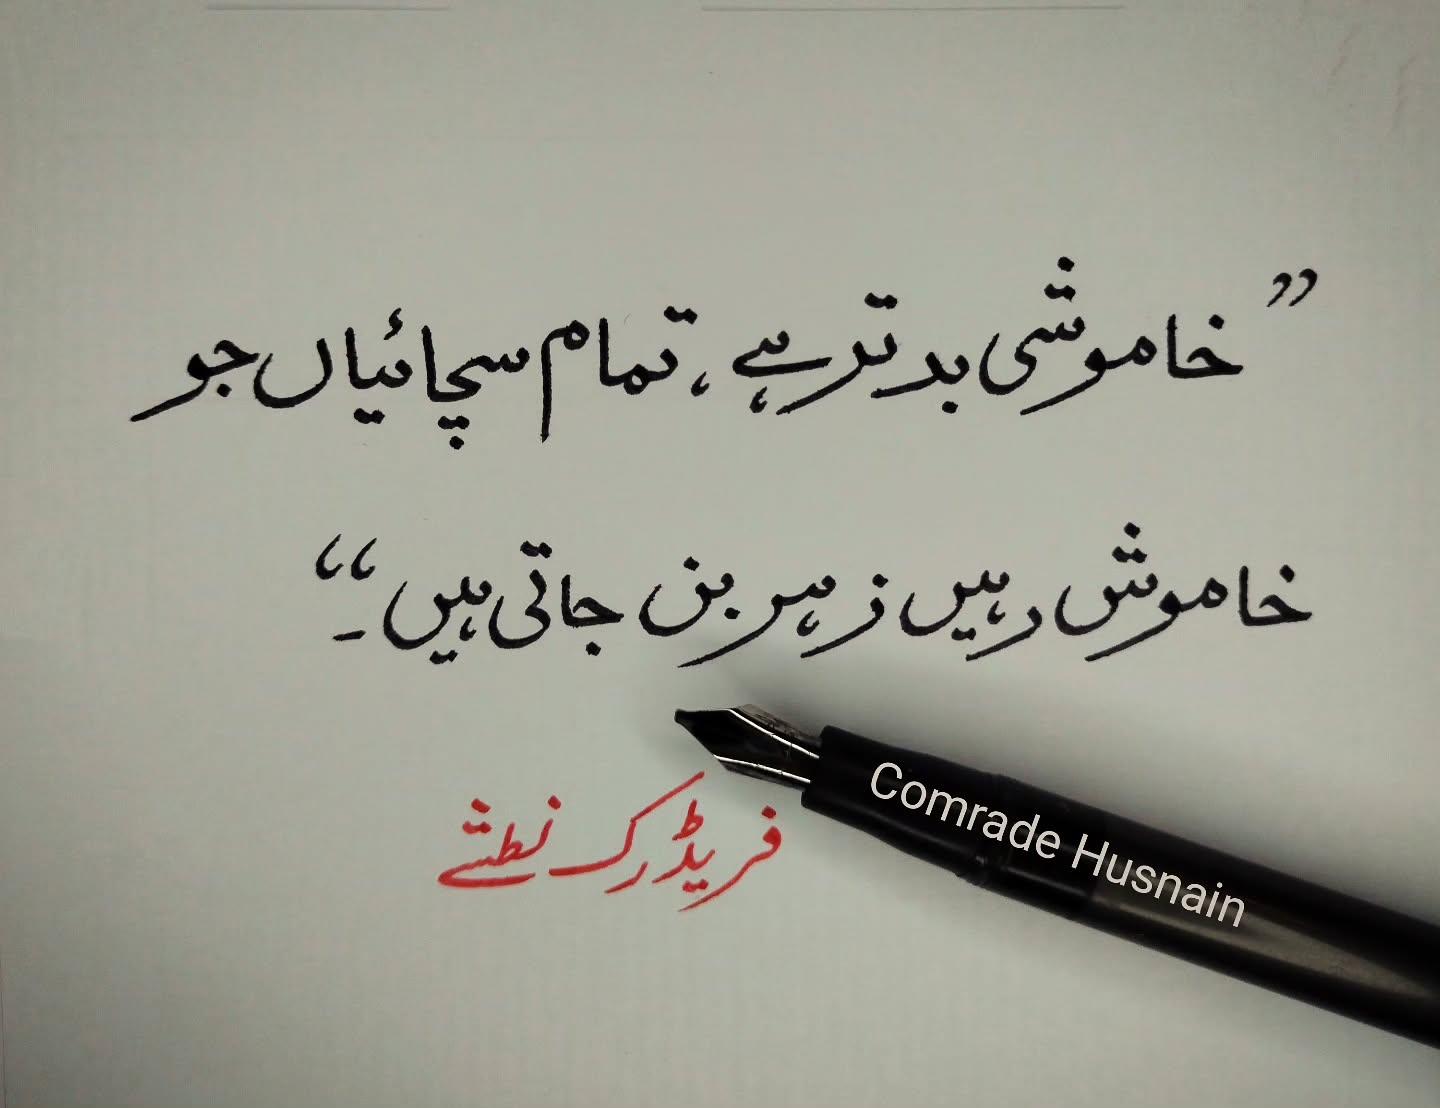 ”خاموشی بدتر ہے، تمام سچائیاں جو
خاموش رہیں زہر بن جاتی ہیں۔“
فریڈرک نطشے
Comrade Husnain